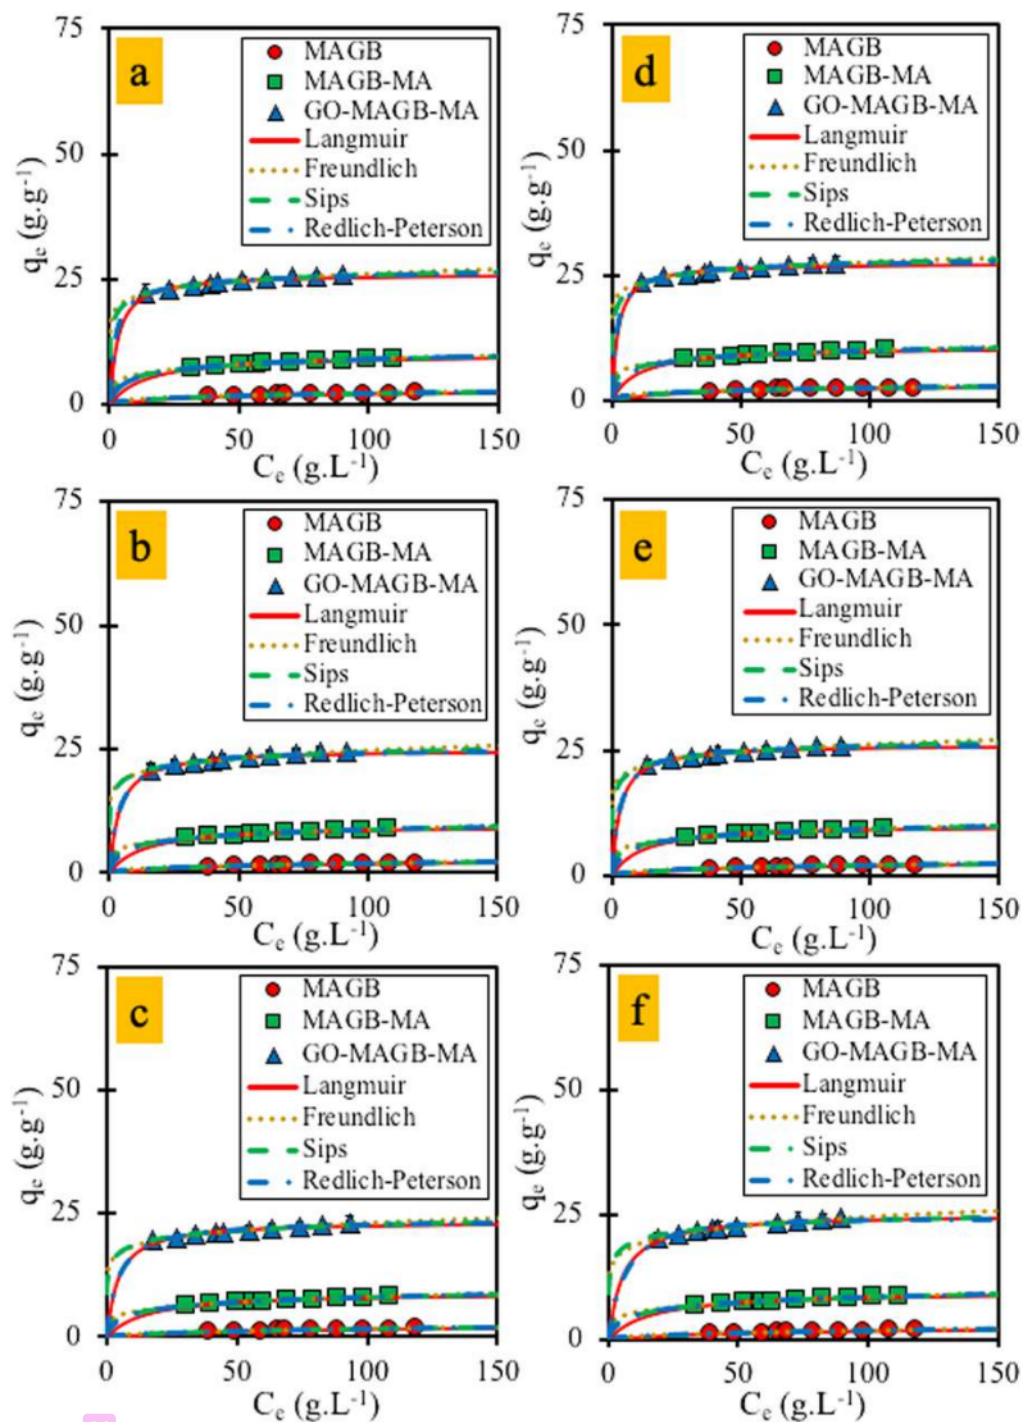 75
a
MAGB
MAGB-MA
GO-MAGB-MA
Langmuir
Freundlich
Sips
Redlich-Peterson
50
25
0
0 50 100 150
qe (g.g-1)
Ce (g.L-1)
75
d
MAGB
MAGB-MA
GO-MAGB-MA
Langmuir
Freundlich
Sips
Redlich-Peterson
50
25
0
0 50 100 150
qe (g.g-1)
Ce (g.L-1)
75
b
MAGB
MAGB-MA
GO-MAGB-MA
Langmuir
Freundlich
Sips
Redlich-Peterson
50
25
0
0 50 100 150
qe (g.g-1)
Ce (g.L-1)
75
e
MAGB
MAGB-MA
GO-MAGB-MA
Langmuir
Freundlich
Sips
Redlich-Peterson
50
25
0
0 50 100 150
qe (g.g-1)
Ce (g.L-1)
75
c
MAGB
MAGB-MA
GO-MAGB-MA
Langmuir
Freundlich
Sips
Redlich-Peterson
50
25
0
0 50 100 150
qe (g.g-1)
Ce (g.L-1)
75
f
MAGB
MAGB-MA
GO-MAGB-MA
Langmuir
Freundlich
Sips
Redlich-Peterson
50
25
0
0 50 100 150
qe (g.g-1)
Ce (g.L-1)